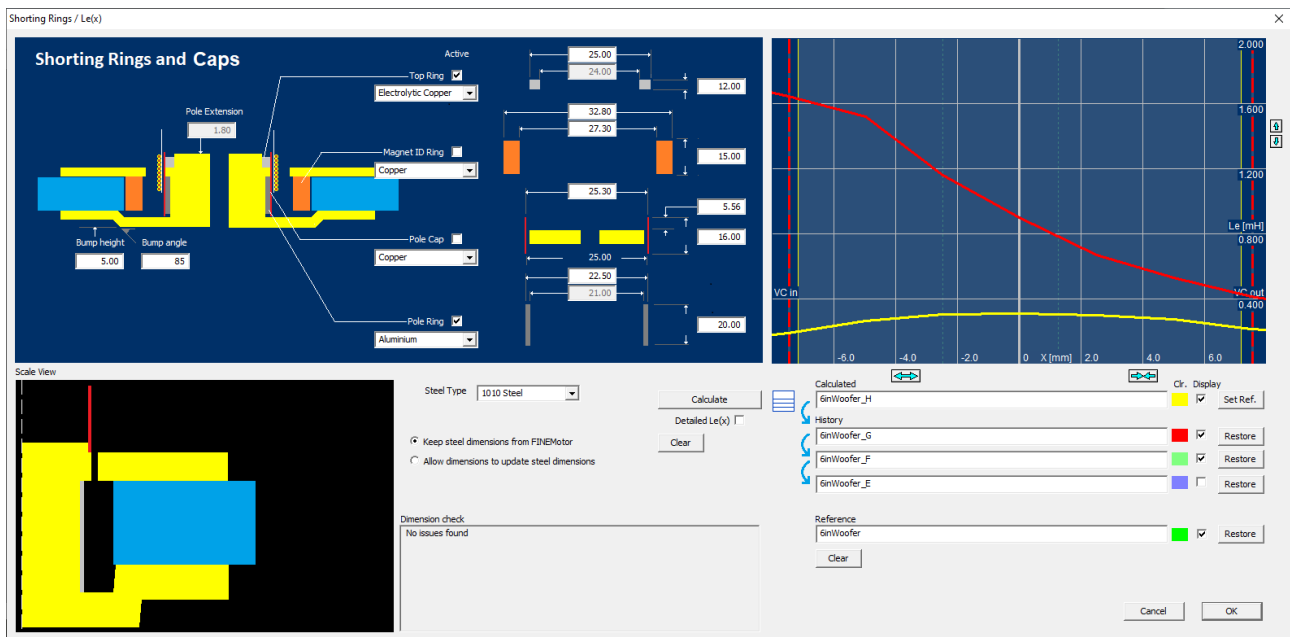 Shorting Rings / Le(x)
Shorting Rings and Caps
Active
Top Ring
Electrolytic Copper
Pole Extension
1.80
Magnet ID Ring
Copper
Bump height
Bump angle
5.00
85
Pole Cap
Copper
Pole Ring
Aluminium
25.00
24.00
12.00
32.80
27.30
15.00
25.30
5.56
16.00
25.00
22.50
21.00
20.00
2.000
1.600
1.200
Le [mH]
0.800
VC in
VC out
0.400
-6.0
-4.0
-2.0
0
X [mm]
2.0
4.0
6.0
Scale View
Steel Type
1010 Steel
Calculate
Detailed Le(x)
Keep steel dimensions from FINEMotor
Clear
Allow dimensions to update steel dimensions
Dimension check
No issues found
Calculated
Clr. Display
6inWoofer_H
Set Ref.
History
6inWoofer_G
Restore
6inWoofer_F
Restore
6inWoofer_E
Restore
Reference
6inWoofer
Restore
Clear
Cancel
OK